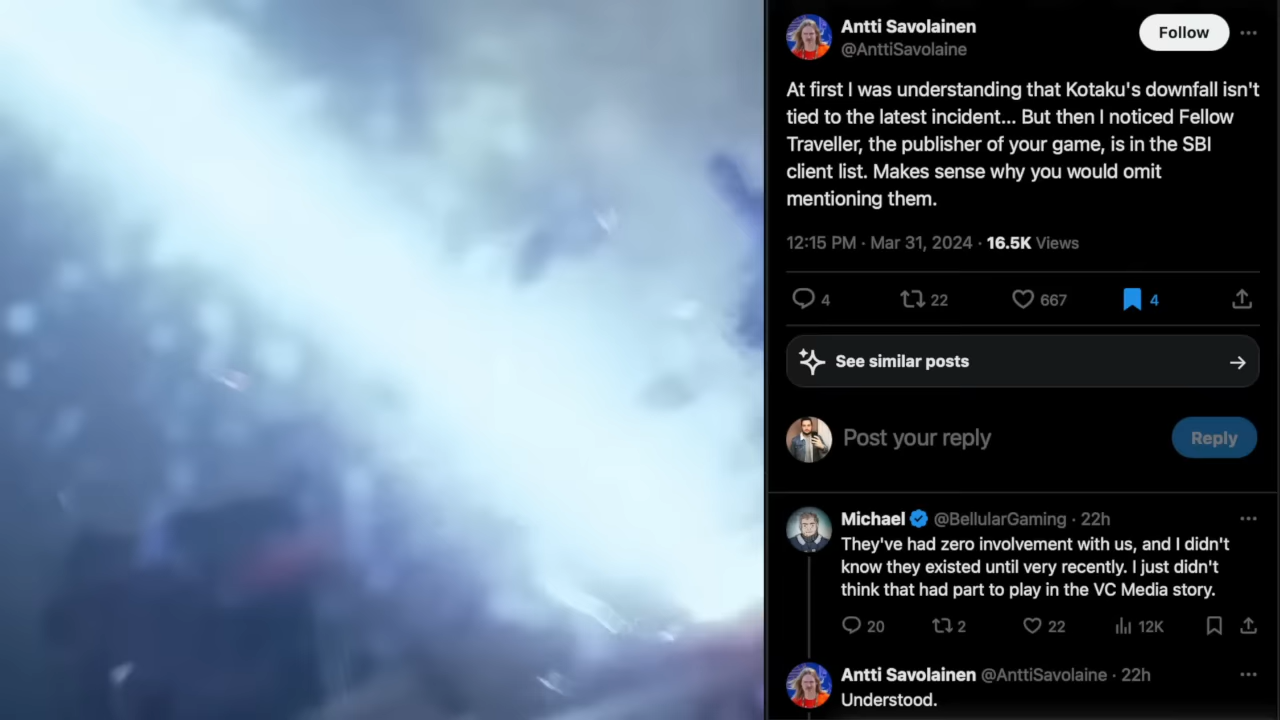 Antti Savolainen
@AnttiSavolaine
Follow
At first I was understanding that Kotaku's downfall isn't
tied to the latest incident... But then I noticed Fellow
Traveller, the publisher of your game, is in the SBI
client list. Makes sense why you would omit
mentioning them.
12:15 PM · Mar 31, 2024 · 16.5K Views
4 22 667 4
See similar posts
Post your reply
Reply
Michael @BellularGaming · 22h
They've had zero involvement with us, and I didn't
know they existed until very recently. I just didn't
think that had part to play in the VC Media story.
20 2 22 12K
Antti Savolainen @AnttiSavolaine · 22h
Understood.